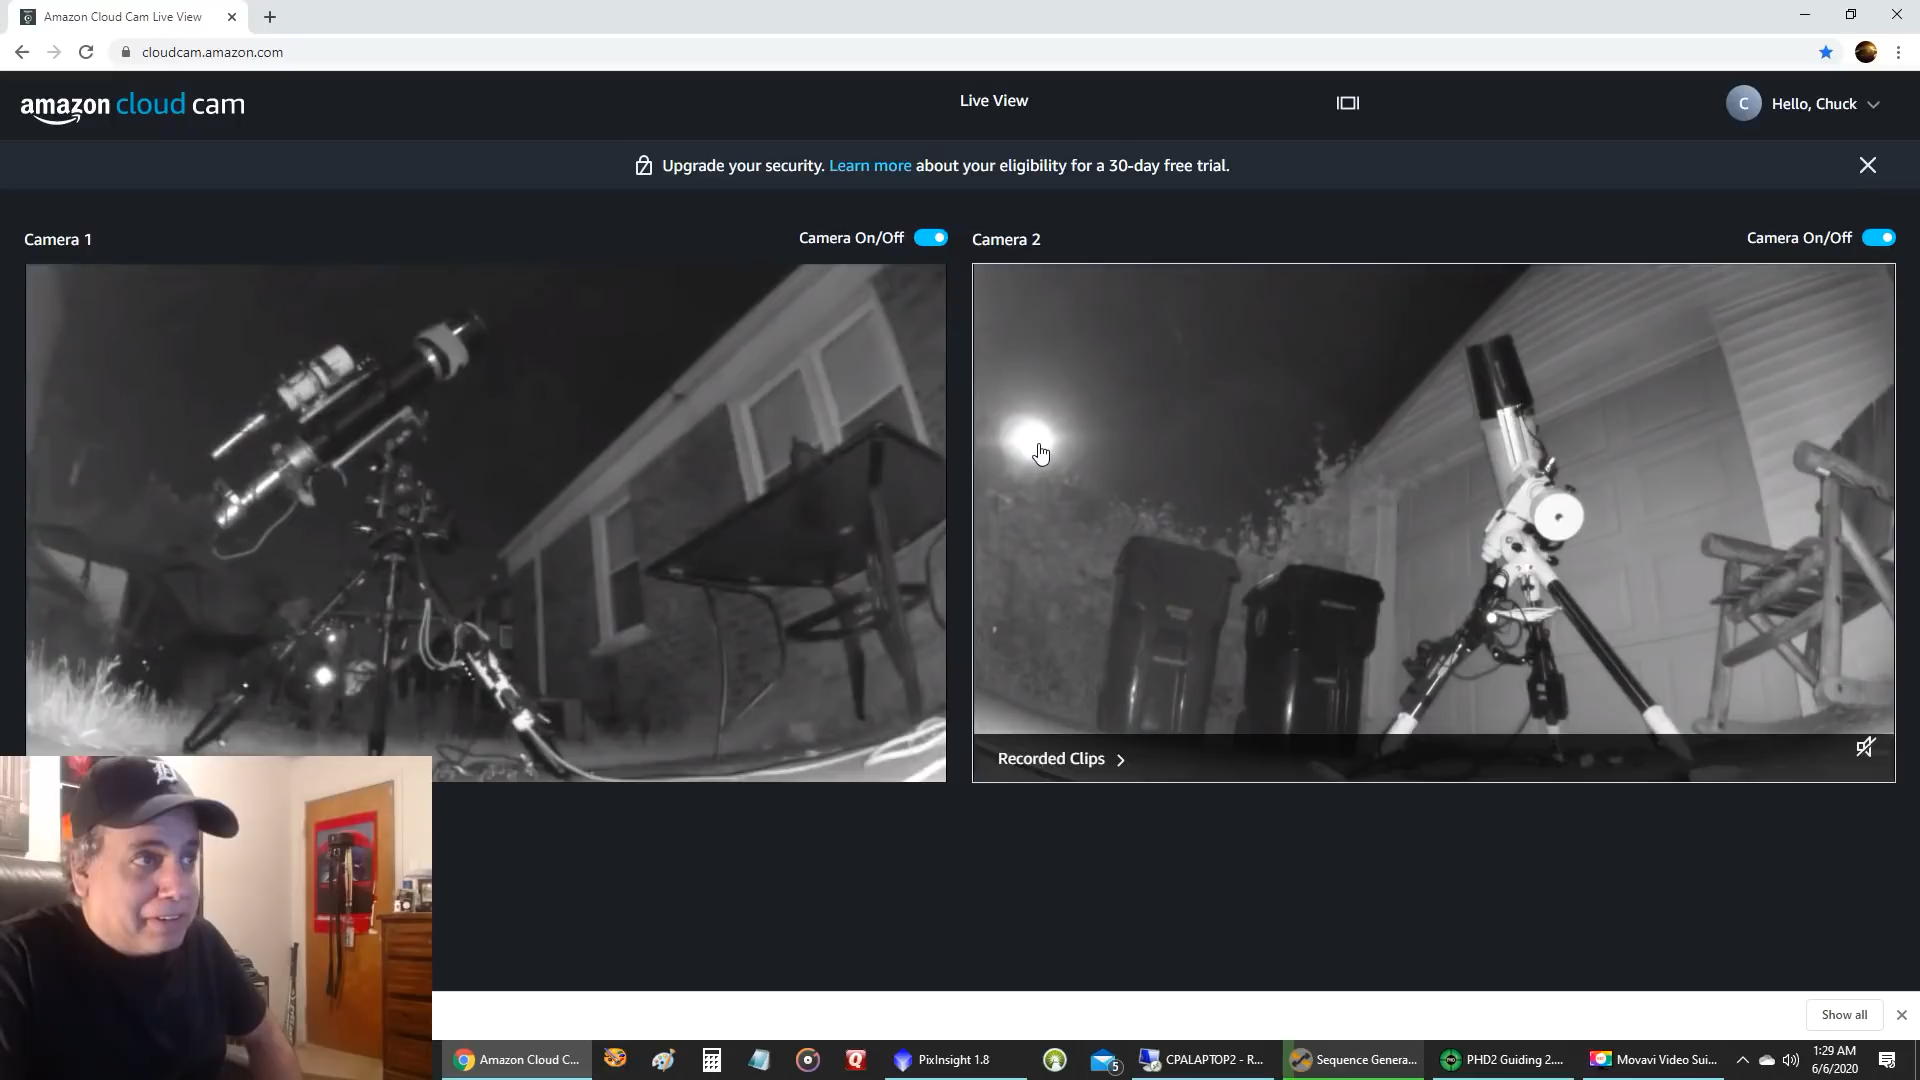 Amazon Cloud Cam Live View
cloudcam.amazon.com
amazon cloud cam
Live View
C
Hello, Chuck
Upgrade your security. Learn more about your eligibility for a 30-day free trial.
Camera 1
Camera On/Off
Camera 2
Camera On/Off
Recorded Clips
D
Show all
Amazon Cloud C...
Q
PixInsight 1.8
5
CPALAPTOP2 - R...
Sequence Genera...
PHD2 Guiding 2....
Movavi Video Sui...
1:29 AM
6/6/2020